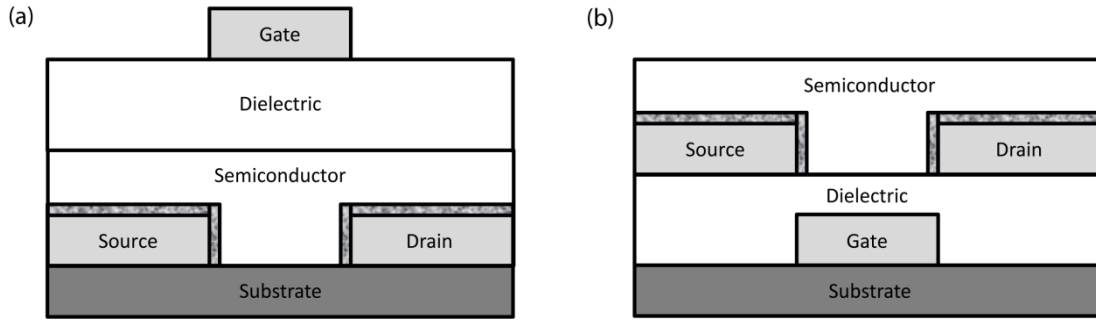 (a)
Gate
Dielectric
Semiconductor
Source
Drain
Substrate
(b)
Semiconductor
Source
Drain
Dielectric
Gate
Substrate